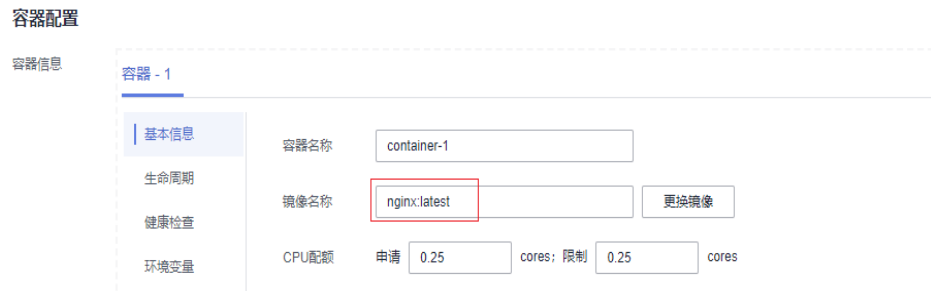 容器配置
容器信息
容器 - 1
基本信息
容器名称 container-1
生命周期
镜像名称 nginx:latest 更换镜像
健康检查
CPU配额 申请 0.25 cores; 限制 0.25 cores
环境变量